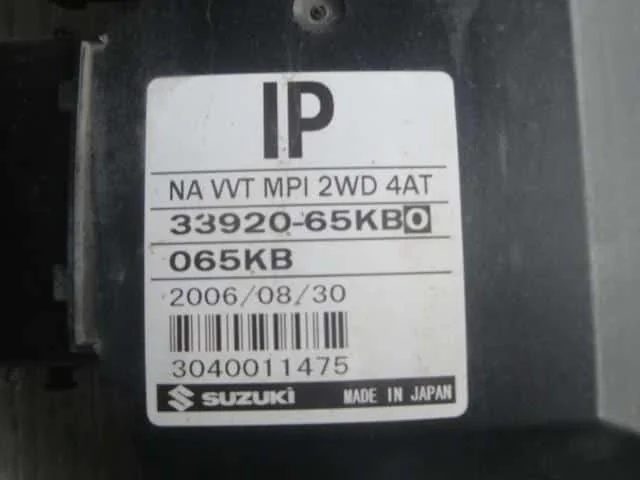 IP
NA VVT MPI 2WD 4AT
33920-65KB0
065KB
2006/08/30
3040011475
SUZUKI MADE IN JAPAN